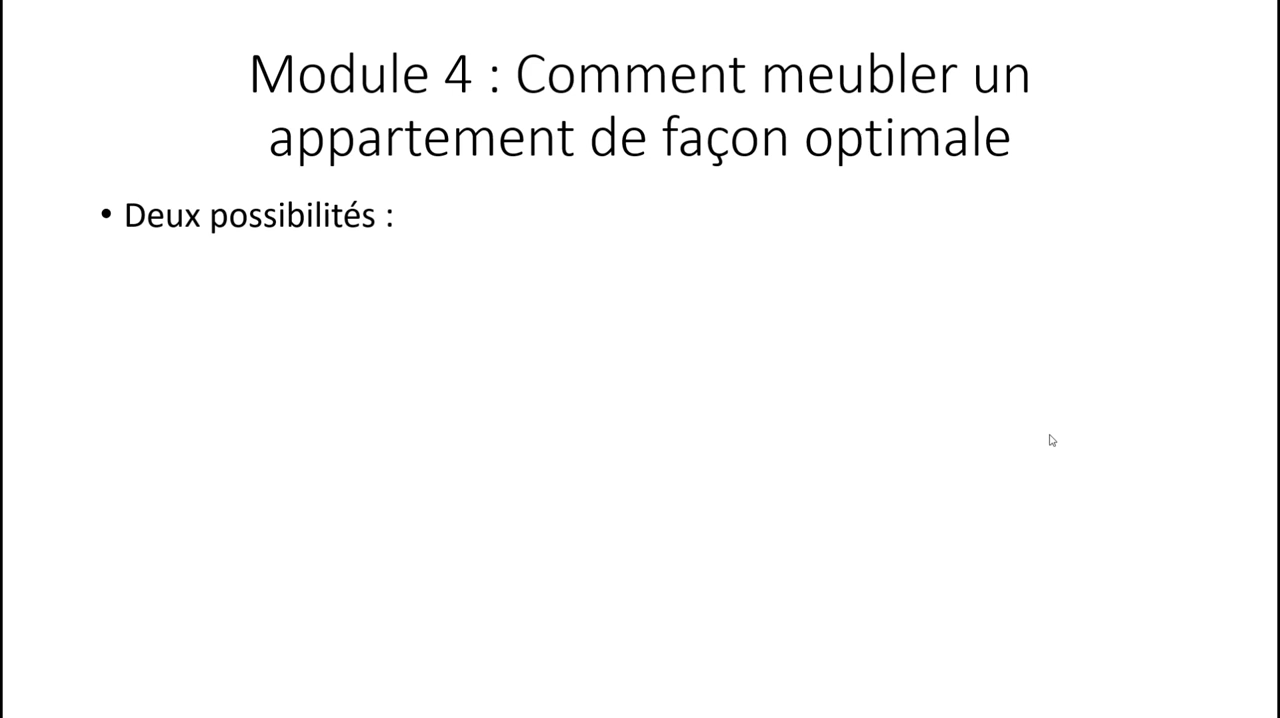 Module 4 : Comment meubler un
appartement de façon optimale
• Deux possibilités :